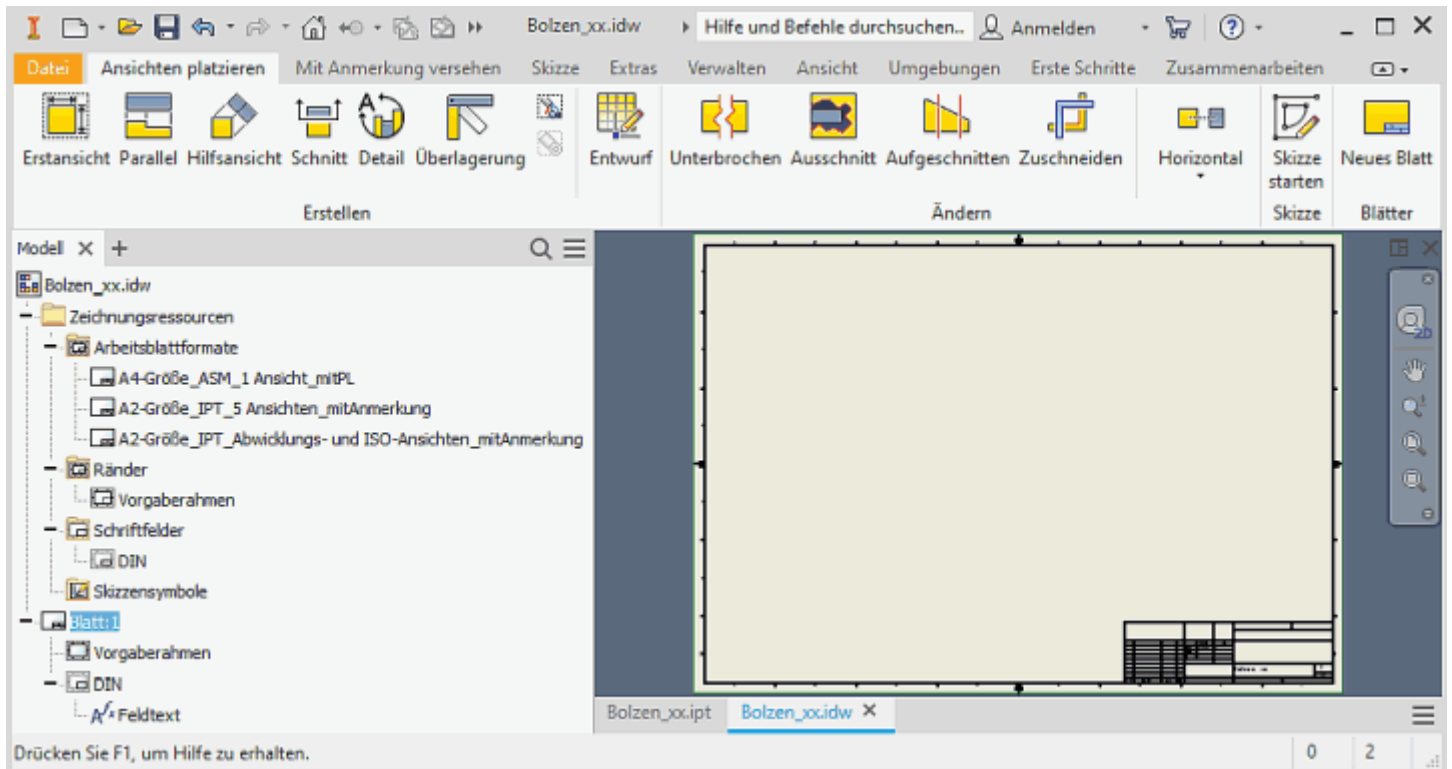 Bolzen_xx.idw Hilfe und Befehle durchsuchen.. Anmelden
Datei Ansichten platzieren Mit Anmerkung versehen Skizze Extras Verwalten Ansicht Umgebungen Erste Schritte Zusammenarbeiten
Erstansicht Parallel Hilfsansicht Schnitt Detail Überlagerung Entwurf Unterbrochen Ausschnitt Aufgeschnitten Zuschneiden Horizontal Skizze starten Neues Blatt
Erstellen Ändern Skizze Blätter
Modell
Bolzen_xx.idw
Zeichnungsressourcen
Arbeitsblattformate
A4-Größe_ASM_1 Ansicht_mitPL
A2-Größe_IPT_5 Ansichten_mitAnmerkung
A2-Größe_IPT_Abwicklungs- und ISO-Ansichten_mitAnmerkung
Ränder
Vorgaberahmen
Schriftfelder
DIN
Skizzensymbole
Blatt:1
Vorgaberahmen
DIN
Feldtext
2D
Bolzen_xx.ipt Bolzen_xx.idw
Drücken Sie F1, um Hilfe zu erhalten. 0 2